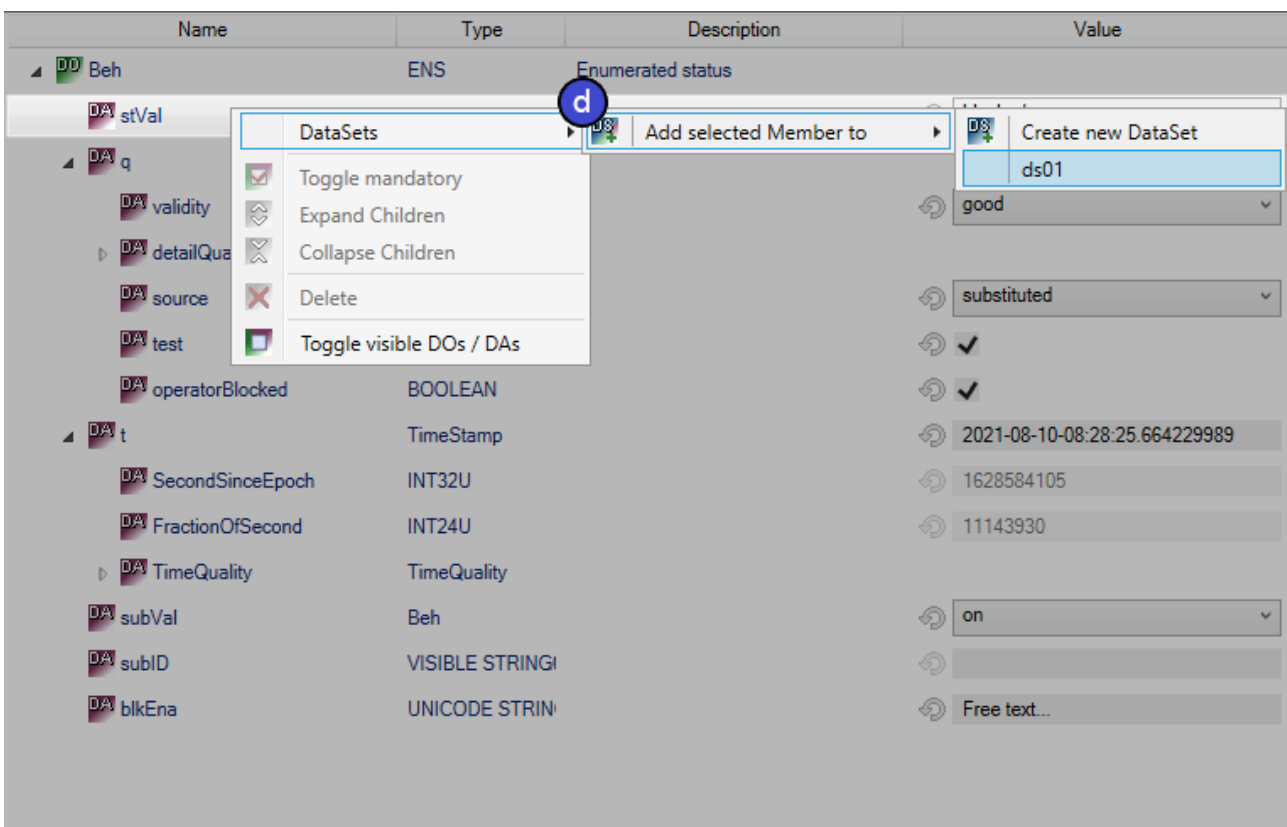 Name Type Description Value
DO Beh ENS Enumerated status
DA stVal
d
DataSets
DS Add selected Member to
DS Create new DataSet
ds01
DA q
Toggle mandatory
DA validity good
Expand Children
DA detailQua
Collapse Children
DA source substituted
Delete
DA test
Toggle visible DOs / DAs
DA operatorBlocked BOOLEAN
DA t TimeStamp 2021-08-10-08:28:25.664229989
DA SecondSinceEpoch INT32U 1628584105
DA FractionOfSecond INT24U 11143930
DA TimeQuality TimeQuality
DA subVal Beh on
DA subID VISIBLE STRING
DA blkEna UNICODE STRIN Free text...